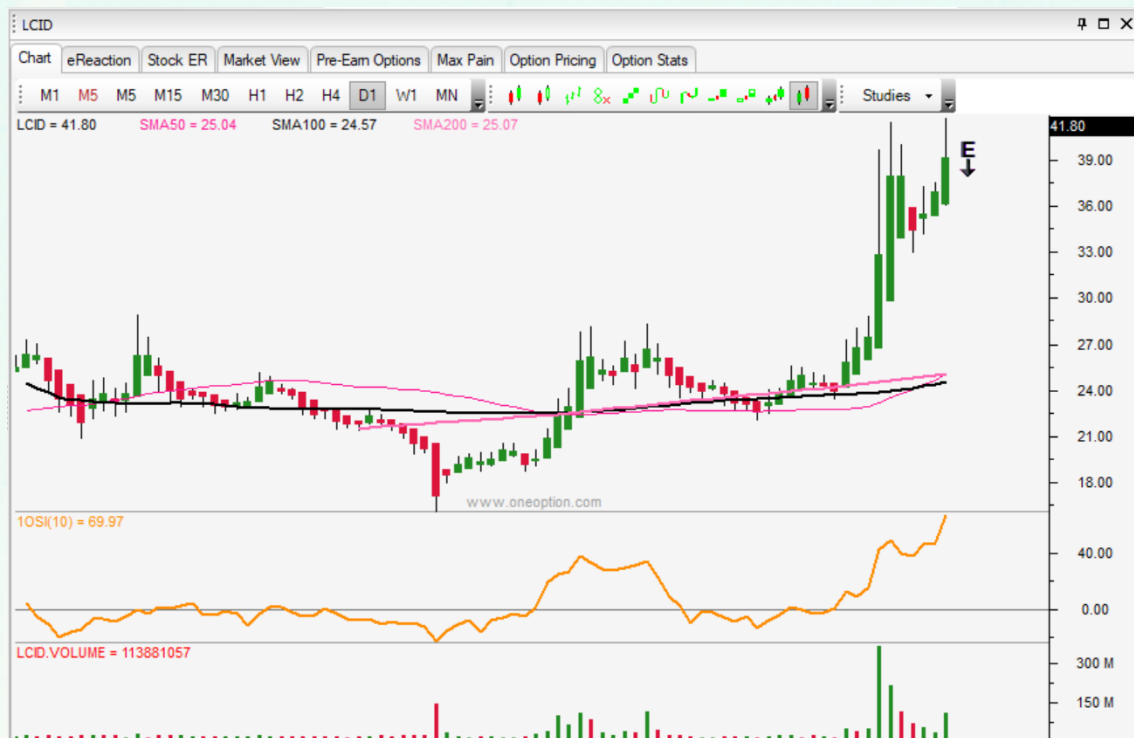 LCID
Chart eReaction Stock ER Market View Pre-Earn Options Max Pain Option Pricing Option Stats
M1 M5 M5 M15 M30 H1 H2 H4 D1 W1 MN Studies
LCID = 41.80 SMA50 = 25.04 SMA100 = 24.57 SMA200 = 25.07
41.80
E
39.00
36.00
33.00
30.00
27.00
24.00
21.00
18.00
www.oneoption.com
1OSI(10) = 69.97
40.00
0.00
LCID.VOLUME = 113881057
300 M
150 M